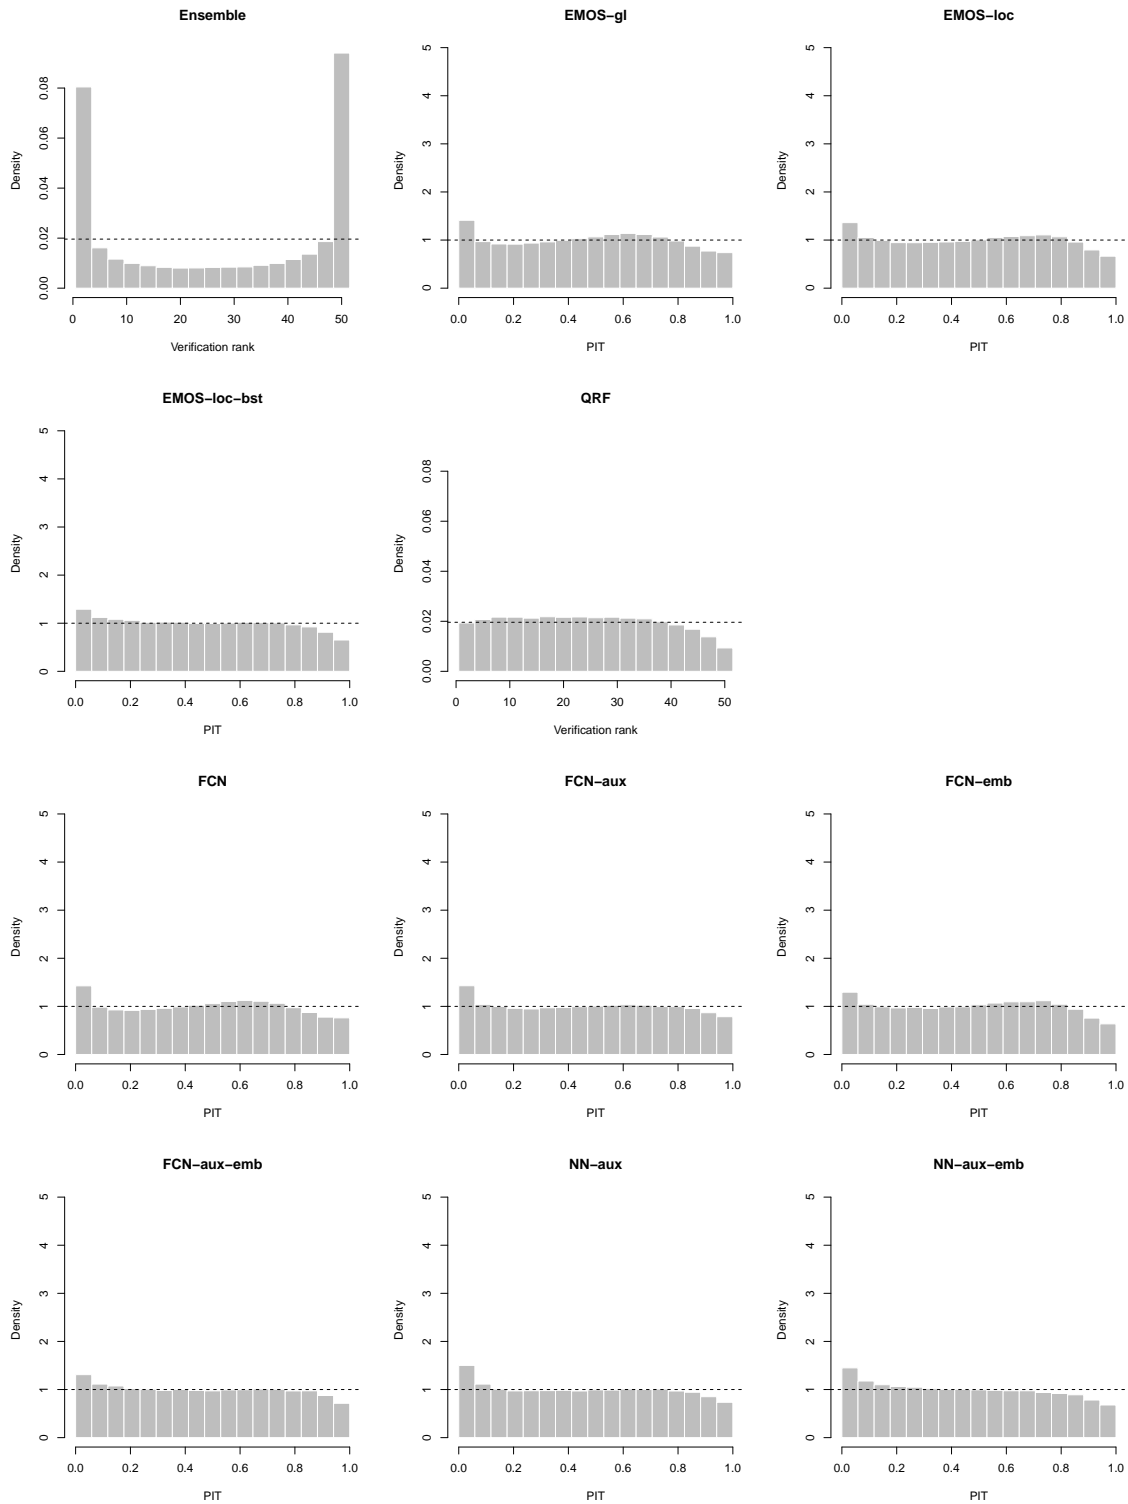 Ensemble
Density
0.00 0.02 0.04 0.06 0.08
0 10 20 30 40 50
Verification rank
EMOS−gl
Density
0 1 2 3 4 5
0.0 0.2 0.4 0.6 0.8 1.0
PIT
EMOS−loc
Density
0 1 2 3 4 5
0.0 0.2 0.4 0.6 0.8 1.0
PIT
EMOS−loc−bst
Density
0 1 2 3 4 5
0.0 0.2 0.4 0.6 0.8 1.0
PIT
QRF
Density
0.00 0.02 0.04 0.06 0.08
0 10 20 30 40 50
Verification rank
FCN
Density
0 1 2 3 4 5
0.0 0.2 0.4 0.6 0.8 1.0
PIT
FCN−aux
Density
0 1 2 3 4 5
0.0 0.2 0.4 0.6 0.8 1.0
PIT
FCN−emb
Density
0 1 2 3 4 5
0.0 0.2 0.4 0.6 0.8 1.0
PIT
FCN−aux−emb
Density
0 1 2 3 4 5
0.0 0.2 0.4 0.6 0.8 1.0
PIT
NN−aux
Density
0 1 2 3 4 5
0.0 0.2 0.4 0.6 0.8 1.0
PIT
NN−aux−emb
Density
0 1 2 3 4 5
0.0 0.2 0.4 0.6 0.8 1.0
PIT